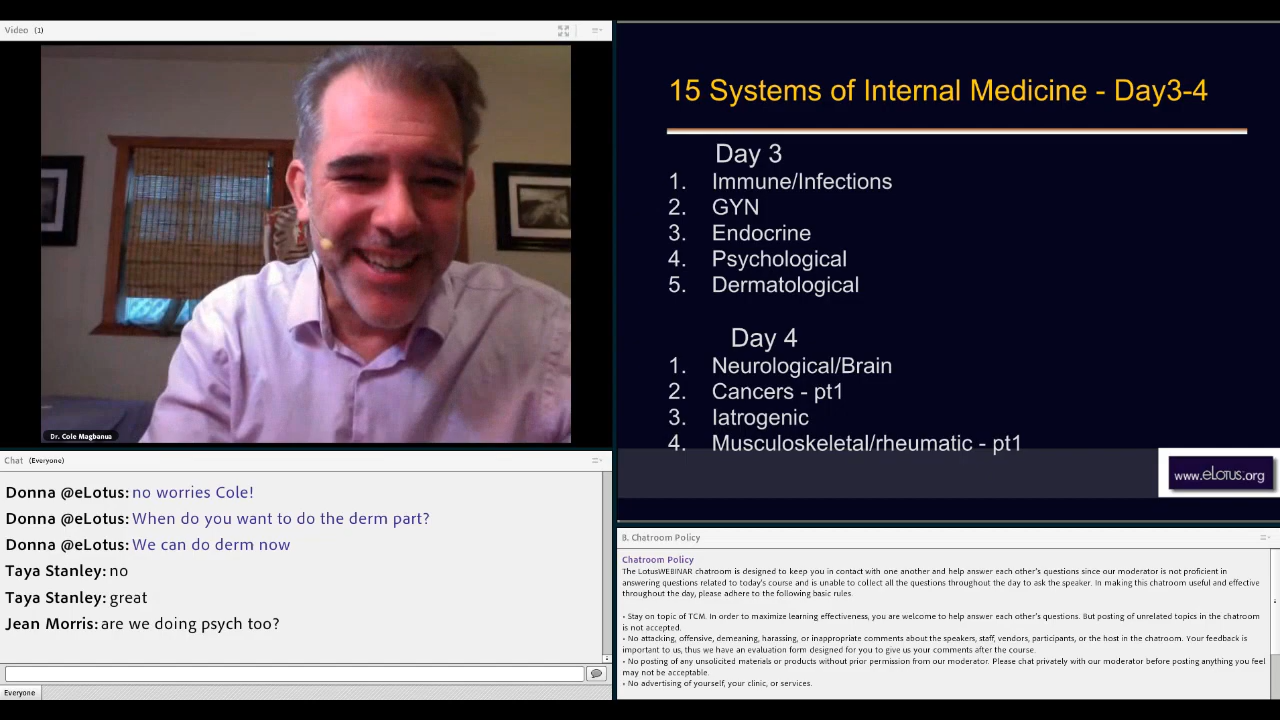 Video (1)
Dr. Cole Magbanua
Chat (Everyone)
Donna @eLotus: no worries Cole!
Donna @eLotus: When do you want to do the derm part?
Donna @eLotus: We can do derm now
Taya Stanley: no
Taya Stanley: great
Jean Morris: are we doing psych too?
Everyone
15 Systems of Internal Medicine - Day3-4
Day 3
1. Immune/Infections
2. GYN
3. Endocrine
4. Psychological
5. Dermatological
Day 4
1. Neurological/Brain
2. Cancers - pt1
3. Iatrogenic
4. Musculoskeletal/rheumatic - pt1
www.eLotus.org
B. Chatroom Policy
Chatroom Policy
The LotusWEBINAR chatroom is designed to keep you in contact with one another and help answer each other's questions since our moderator is not proficient in
answering questions related to today's course and is unable to collect all the questions throughout the day to ask the speaker. In making this chatroom useful and effective
throughout the day, please adhere to the following basic rules.
• Stay on topic of TCM. In order to maximize learning effectiveness, you are welcome to help answer each other's questions. But posting of unrelated topics in the chatroom
is not accepted.
• No attacking, offensive, demeaning, harassing, or inappropriate comments about the speakers, staff, vendors, participants, or the host in the chatroom. Your feedback is
important to us, thus we have an evaluation form designed for you to give us your comments after the course.
• No posting of any unsolicited materials or products without prior permission from our moderator. Please chat privately with our moderator before posting anything you feel
may not be acceptable.
• No advertising of yourself, your clinic, or services.